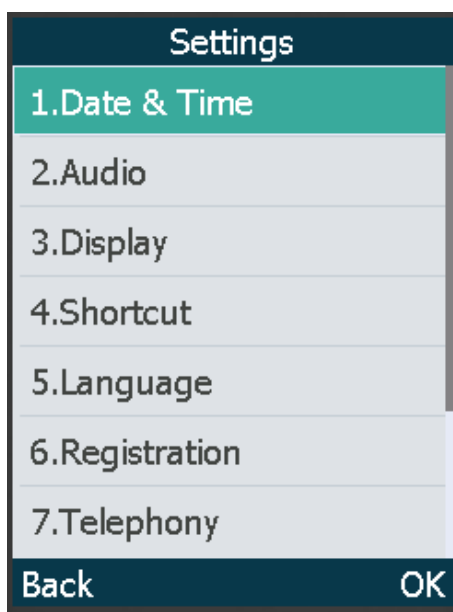 Settings
1.Date & Time
2.Audio
3.Display
4.Shortcut
5.Language
6.Registration
7.Telephony
Back OK